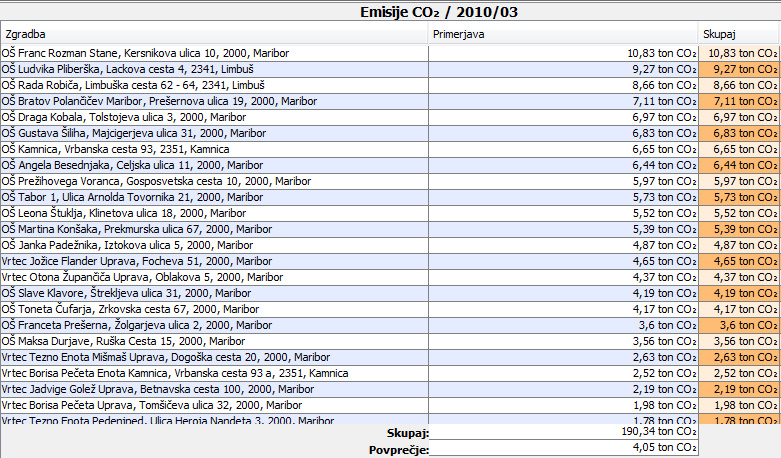 Emisije CO₂ / 2010/03
Zgradba Primerjava Skupaj
OŠ Franc Rozman Stane, Kersnikova ulica 10, 2000, Maribor 10,83 ton CO₂ 10,83 ton CO₂
OŠ Ludvika Pliberška, Lackova cesta 4, 2341, Limbuš 9,27 ton CO₂ 9,27 ton CO₂
OŠ Rada Robiča, Limbuška cesta 62 - 64, 2341, Limbuš 8,66 ton CO₂ 8,66 ton CO₂
OŠ Bratov Polančičev Maribor, Prešernova ulica 19, 2000, Maribor 7,11 ton CO₂ 7,11 ton CO₂
OŠ Draga Kobala, Tolstojeva ulica 3, 2000, Maribor 6,97 ton CO₂ 6,97 ton CO₂
OŠ Gustava Šiliha, Majcigerjeva ulica 31, 2000, Maribor 6,83 ton CO₂ 6,83 ton CO₂
OŠ Kamnica, Vrbanska cesta 93, 2351, Kamnica 6,65 ton CO₂ 6,65 ton CO₂
OŠ Angela Besednjaka, Celjska ulica 11, 2000, Maribor 6,44 ton CO₂ 6,44 ton CO₂
OŠ Prežihovega Voranca, Gosposvetska cesta 10, 2000, Maribor 5,97 ton CO₂ 5,97 ton CO₂
OŠ Tabor 1, Ulica Arnolda Tovornika 21, 2000, Maribor 5,73 ton CO₂ 5,73 ton CO₂
OŠ Leona Štuklja, Klinetova ulica 18, 2000, Maribor 5,52 ton CO₂ 5,52 ton CO₂
OŠ Martina Konšaka, Prekmurska ulica 67, 2000, Maribor 5,39 ton CO₂ 5,39 ton CO₂
OŠ Janka Padežnika, Iztokova ulica 5, 2000, Maribor 4,87 ton CO₂ 4,87 ton CO₂
Vrtec Jožice Flander Uprava, Focheva 51, 2000, Maribor 4,65 ton CO₂ 4,65 ton CO₂
Vrtec Otona Župančiča Uprava, Oblakova 5, 2000, Maribor 4,37 ton CO₂ 4,37 ton CO₂
OŠ Slave Klavore, Štrekljeva ulica 31, 2000, Maribor 4,19 ton CO₂ 4,19 ton CO₂
OŠ Toneta Čufarja, Zrkovska cesta 67, 2000, Maribor 4,17 ton CO₂ 4,17 ton CO₂
OŠ Franceta Prešerna, Žolgarjeva ulica 2, 2000, Maribor 3,6 ton CO₂ 3,6 ton CO₂
OŠ Maksa Durjave, Ruška Cesta 15, 2000, Maribor 3,56 ton CO₂ 3,56 ton CO₂
Vrtec Tezno Enota Mišmaš Uprava, Dogoška cesta 20, 2000, Maribor 2,63 ton CO₂ 2,63 ton CO₂
Vrtec Borisa Pečeta Enota Kamnica, Vrbanska cesta 93 a, 2351, Kamnica 2,52 ton CO₂ 2,52 ton CO₂
Vrtec Jadvige Golež Uprava, Betnavska cesta 100, 2000, Maribor 2,19 ton CO₂ 2,19 ton CO₂
Vrtec Borisa Pečeta Uprava, Tomšičeva ulica 32, 2000, Maribor 1,98 ton CO₂ 1,98 ton CO₂
Vrtec Tezno Enota Pedenjped, Ulica Heroja Nandeta 3, 2000, Maribor 1,78 ton CO₂ 1,78 ton CO₂
Skupaj: 190,34 ton CO₂
Povprečje: 4,05 ton CO₂